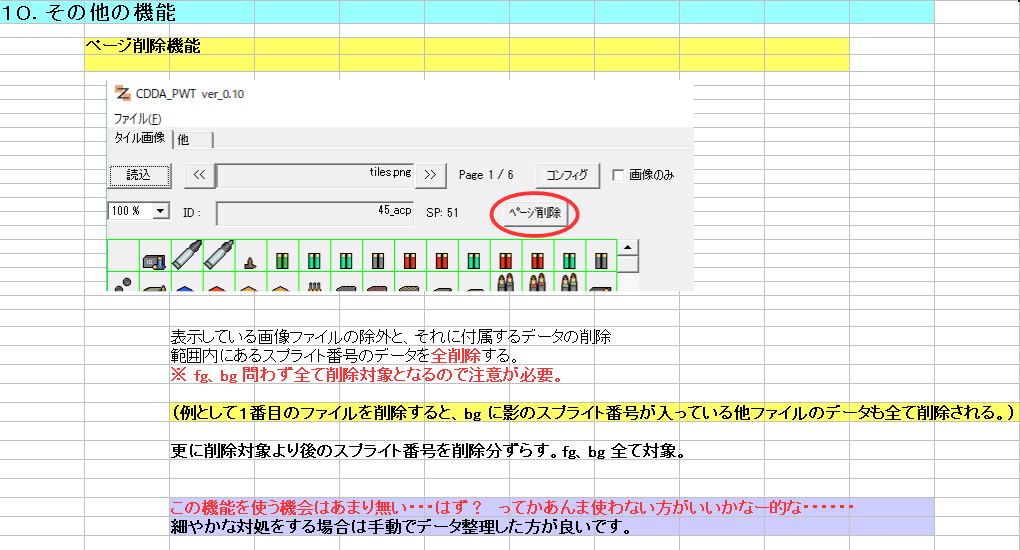 １０．その他の機能
ページ削除機能
CDDA_PWT ver_0.10
ファイル(F)
タイル画像 他
読込 << tiles.png >> Page 1 / 6 コンフィグ 画像のみ
100 % ID : 45_acp SP: 51 ページ削除
表示している画像ファイルの除外と、それに付属するデータの削除
範囲内にあるスプライト番号のデータを全削除する。
※ fg、bg 問わず全て削除対象となるので注意が必要。
（例として１番目のファイルを削除すると、bg に影のスプライト番号が入っている他ファイルのデータも全て削除される。）
更に削除対象より後のスプライト番号を削除分ずらす。fg、bg 全て対象。
この機能を使う機会はあまり無い・・・はず？　ってかあんま使わない方がいいかなー的な・・・・・・
細やかな対処をする場合は手動でデータ整理した方が良いです。